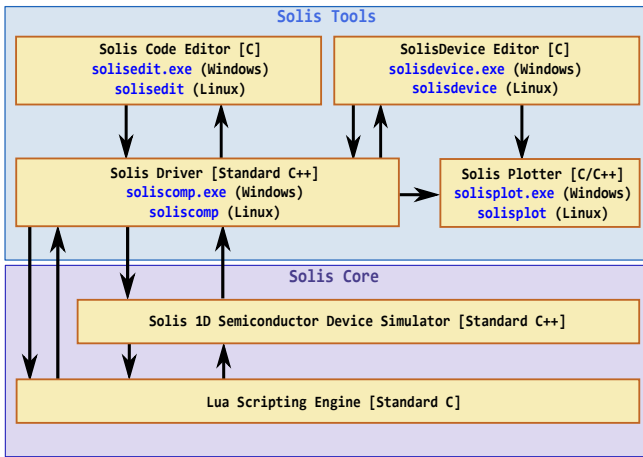 Solis Tools
Solis Code Editor [C]
solisedit.exe (Windows)
solisedit (Linux)
SolisDevice Editor [C]
solisdevice.exe (Windows)
solisdevice (Linux)
Solis Driver [Standard C++]
soliscomp.exe (Windows)
soliscomp (Linux)
Solis Plotter [C/C++]
solisplot.exe (Windows)
solisplot (Linux)
Solis Core
Solis 1D Semiconductor Device Simulator [Standard C++]
Lua Scripting Engine [Standard C]